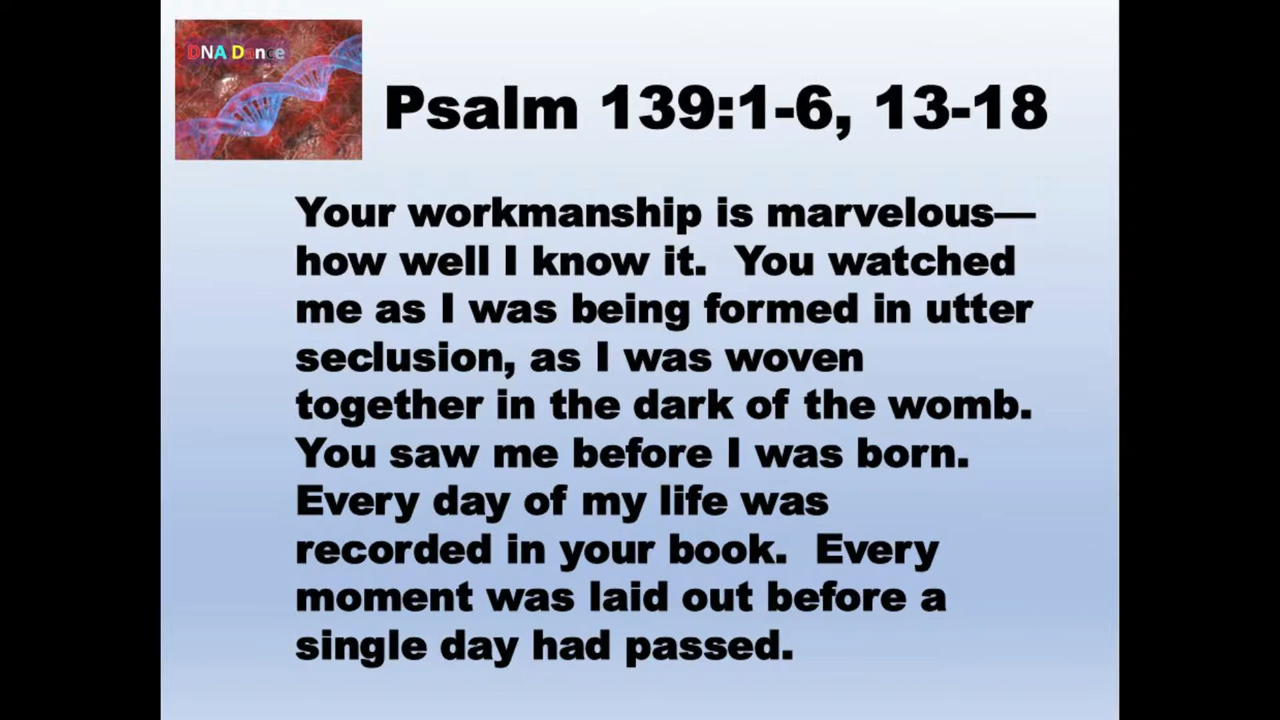 DNA Dance
Psalm 139:1-6, 13-18
Your workmanship is marvelous—
how well I know it.  You watched
me as I was being formed in utter
seclusion, as I was woven
together in the dark of the womb.
You saw me before I was born.
Every day of my life was
recorded in your book.  Every
moment was laid out before a
single day had passed.